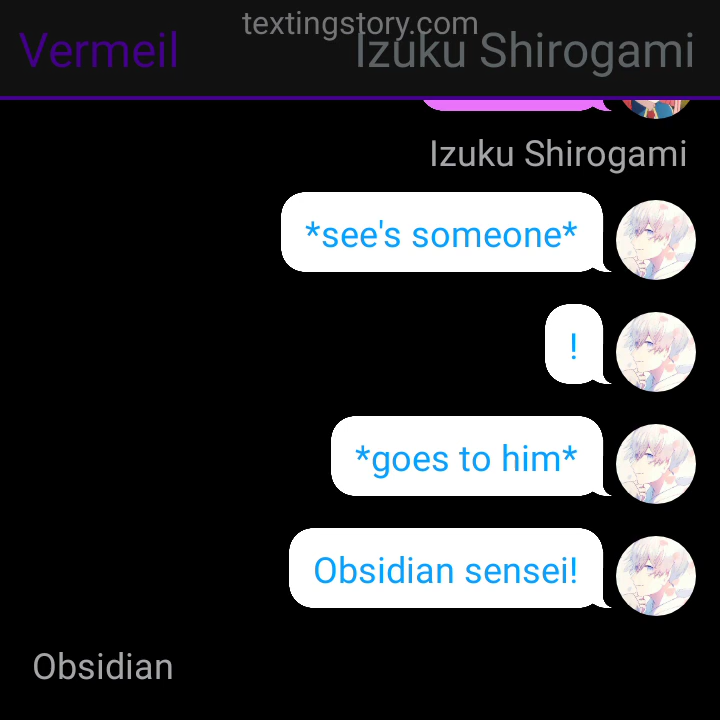 textingstory.com
Vermeil
Izuku Shirogami
Izuku Shirogami
*see's someone*
!
*goes to him*
Obsidian sensei!
Obsidian